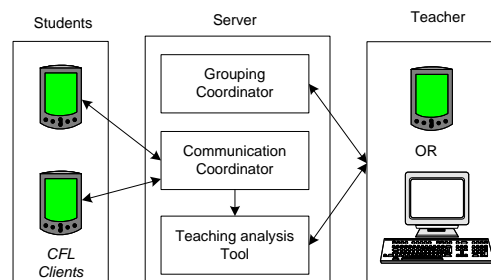 Students
Server
Teacher
Grouping
Coordinator
OR
Communication
Coordinator
Teaching analysis
Tool
CFL
Clients